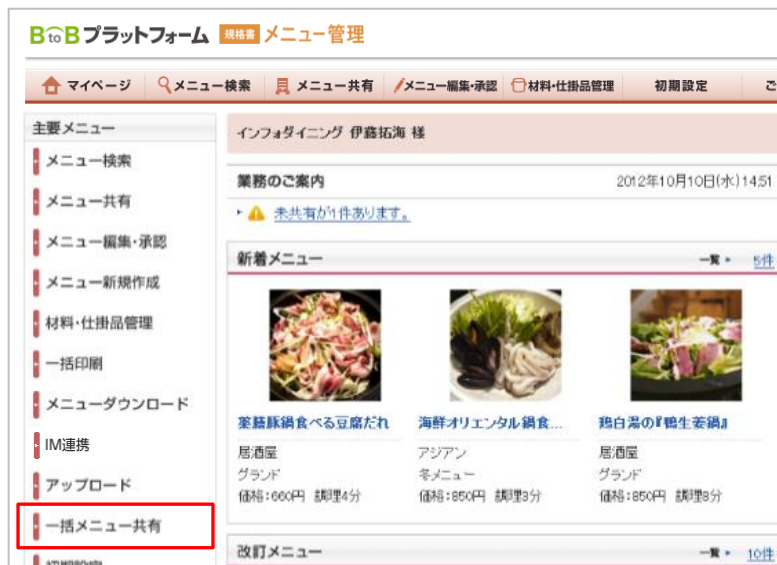 BtoBプラットフォーム 規格書 メニュー管理
マイページ メニュー検索 メニュー共有 メニュー編集・承認 材料・仕掛品管理 初期設定 ご
主要メニュー
メニュー検索
メニュー共有
メニュー編集・承認
メニュー新規作成
材料・仕掛品管理
一括印刷
メニューダウンロード
IM連携
アップロード
一括メニュー共有
初期設定
インフォダイニング 伊藤拓海 様
業務のご案内 2012年10月10日(水)14:51
未共有が1件あります。
新着メニュー 一覧 5件
薬膳豚鍋食べる豆腐だれ
居酒屋
グランド
価格:660円 調理4分
海鮮オリエンタル鍋食...
アジアン
冬メニュー
価格:850円 調理3分
鶏白湯の『鴨生姜鍋』
居酒屋
グランド
価格:850円 調理8分
改訂メニュー 一覧 10件